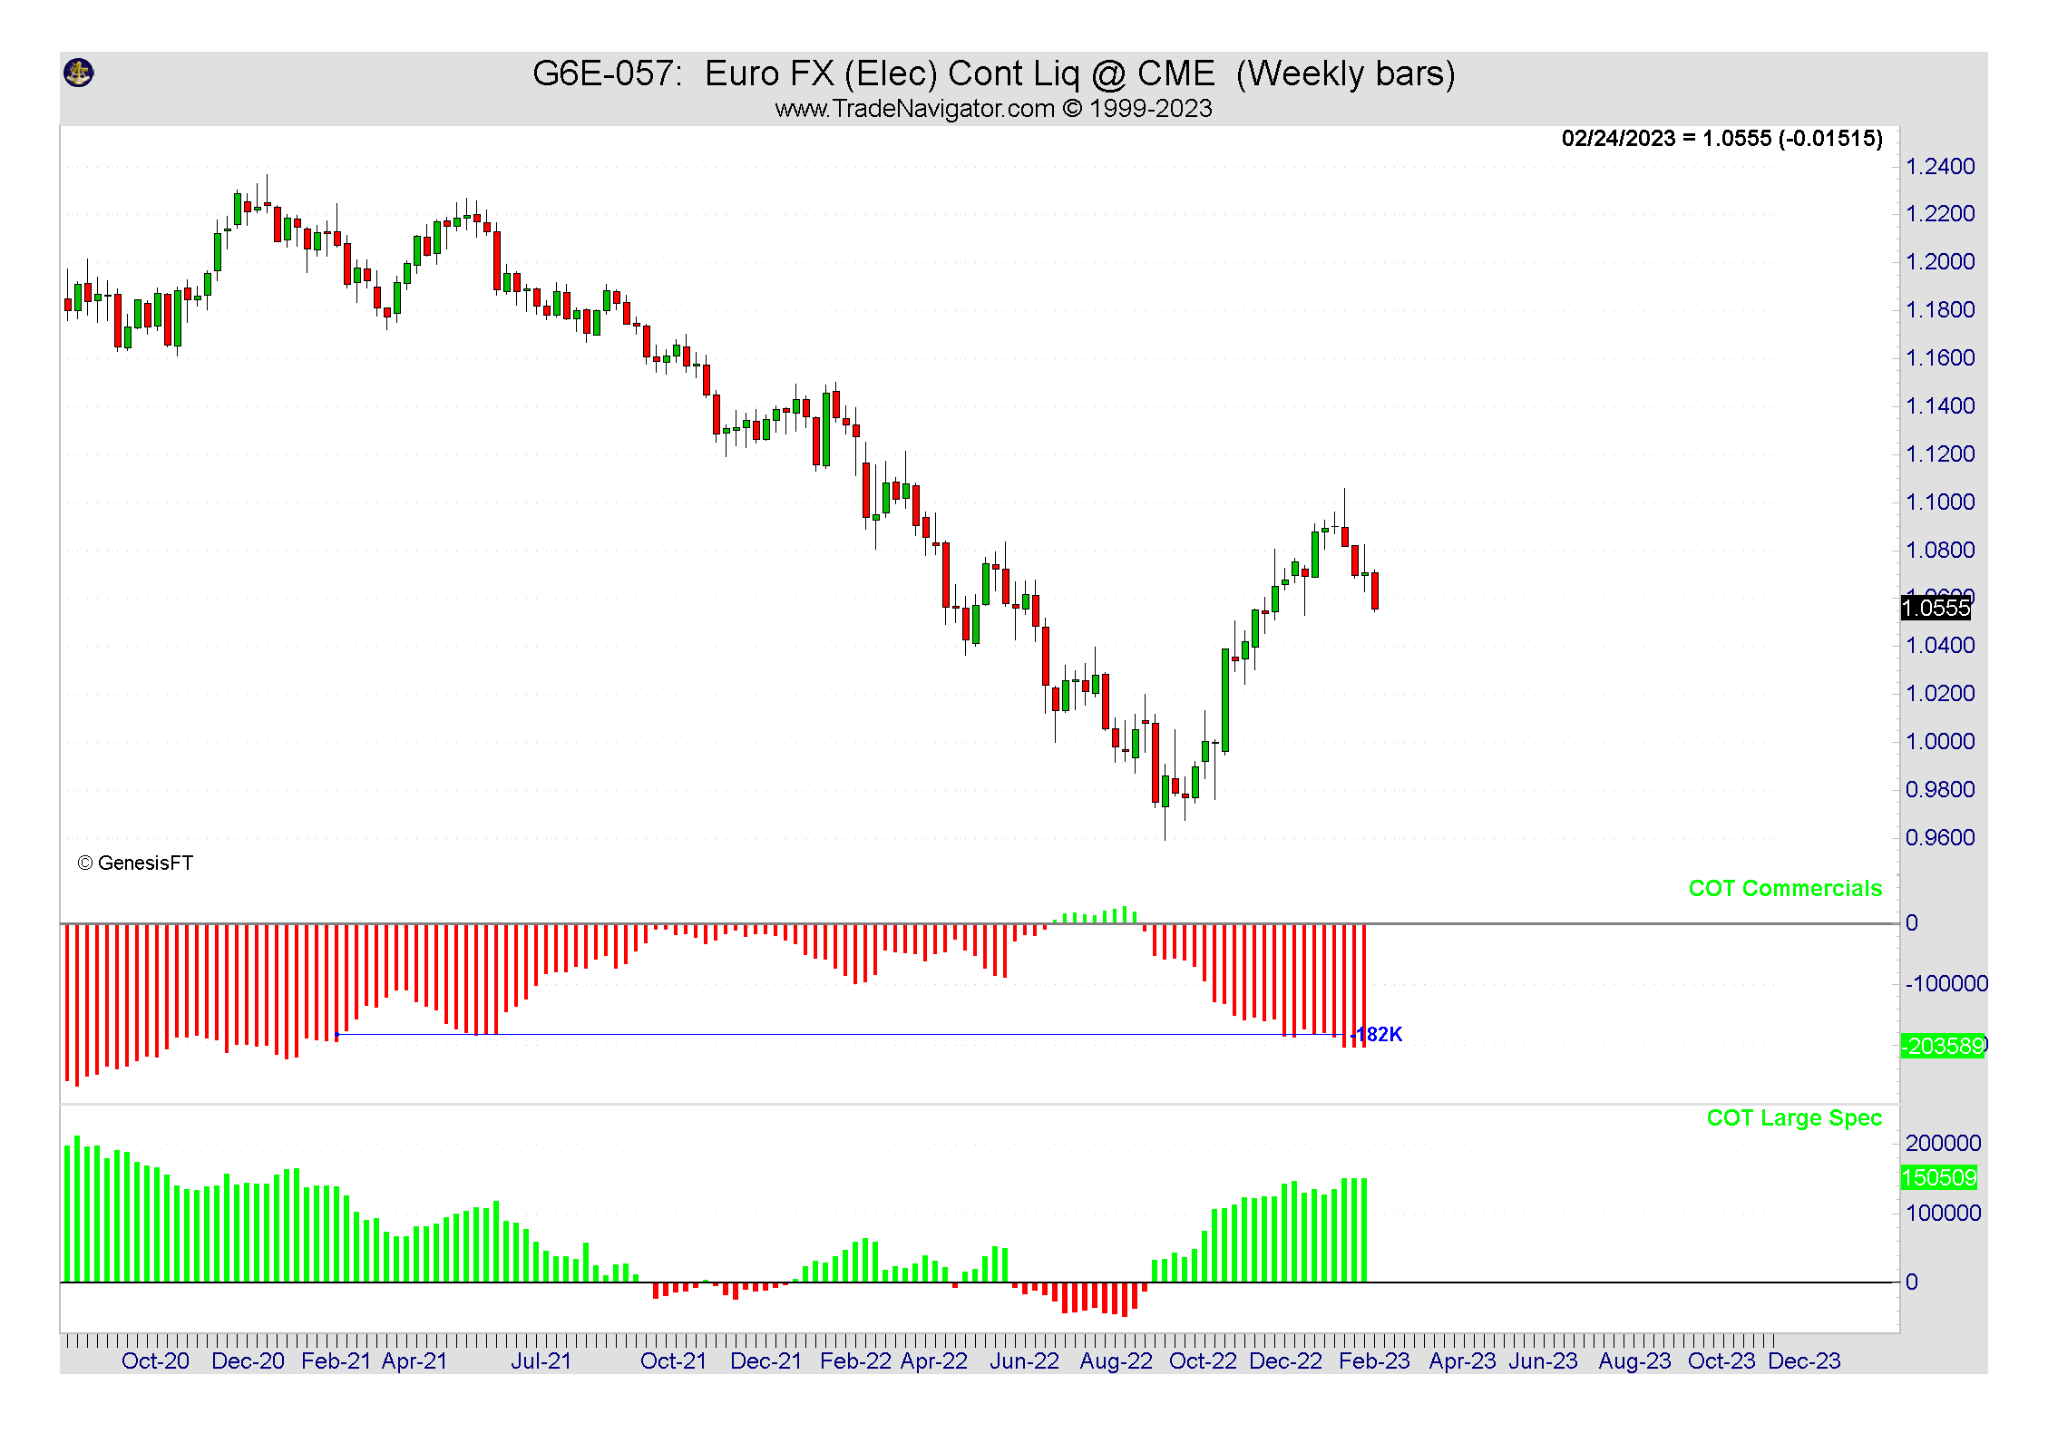 G6E-057:  Euro FX (Elec) Cont Liq @ CME  (Weekly bars)
www.TradeNavigator.com © 1999-2023
02/24/2023 = 1.0555 (-0.01515)
1.2400
1.2200
1.2000
1.1800
1.1600
1.1400
1.1200
1.1000
1.0800
1.0600
1.0555
1.0400
1.0200
1.0000
0.9800
0.9600
© GenesisFT
COT Commercials
0
-100000
-182K
-203589
COT Large Spec
200000
150509
100000
0
Oct-20 Dec-20 Feb-21 Apr-21 Jul-21 Oct-21 Dec-21 Feb-22 Apr-22 Jun-22 Aug-22 Oct-22 Dec-22 Feb-23 Apr-23 Jun-23 Aug-23 Oct-23 Dec-23